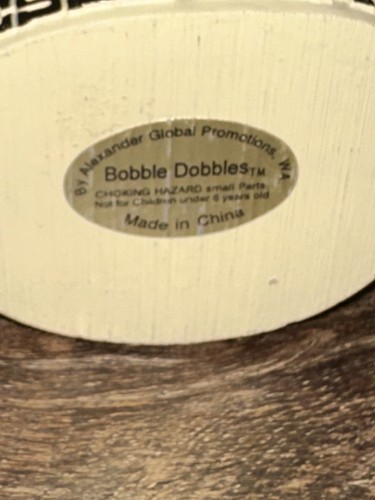 By Alexander Global Promotions, WA
Bobble Dobbles TM
CHOKING HAZARD small Parts
Not for Children under 6 years old
Made in China